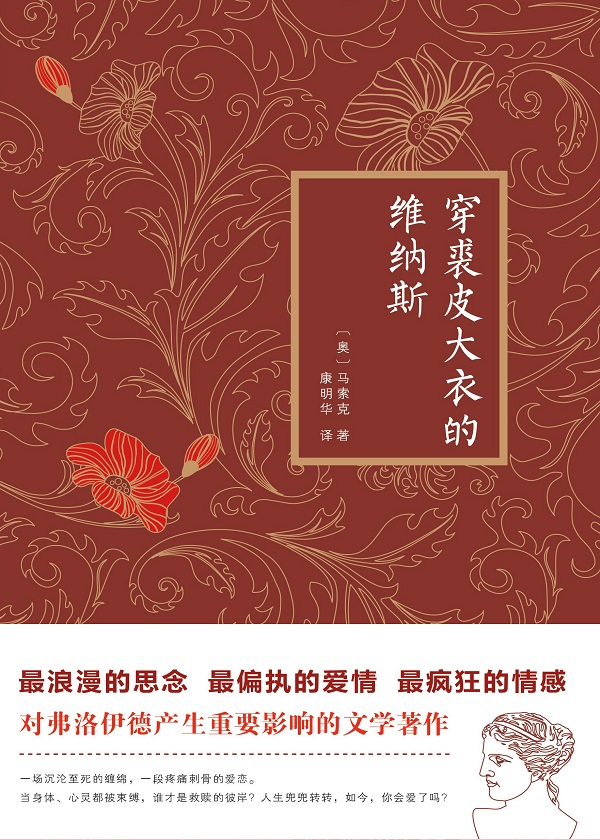 穿裘皮大衣的
维纳斯
〔奥〕马索克 著
康明华 译
最浪漫的思念 最偏执的爱情 最疯狂的情感
对弗洛伊德产生重要影响的文学著作
一场沉沦至死的缠绵，一段疼痛刺骨的爱恋。
当身体、心灵都被束缚，谁才是救赎的彼岸？人生兜兜转转，如今，你会爱了吗？